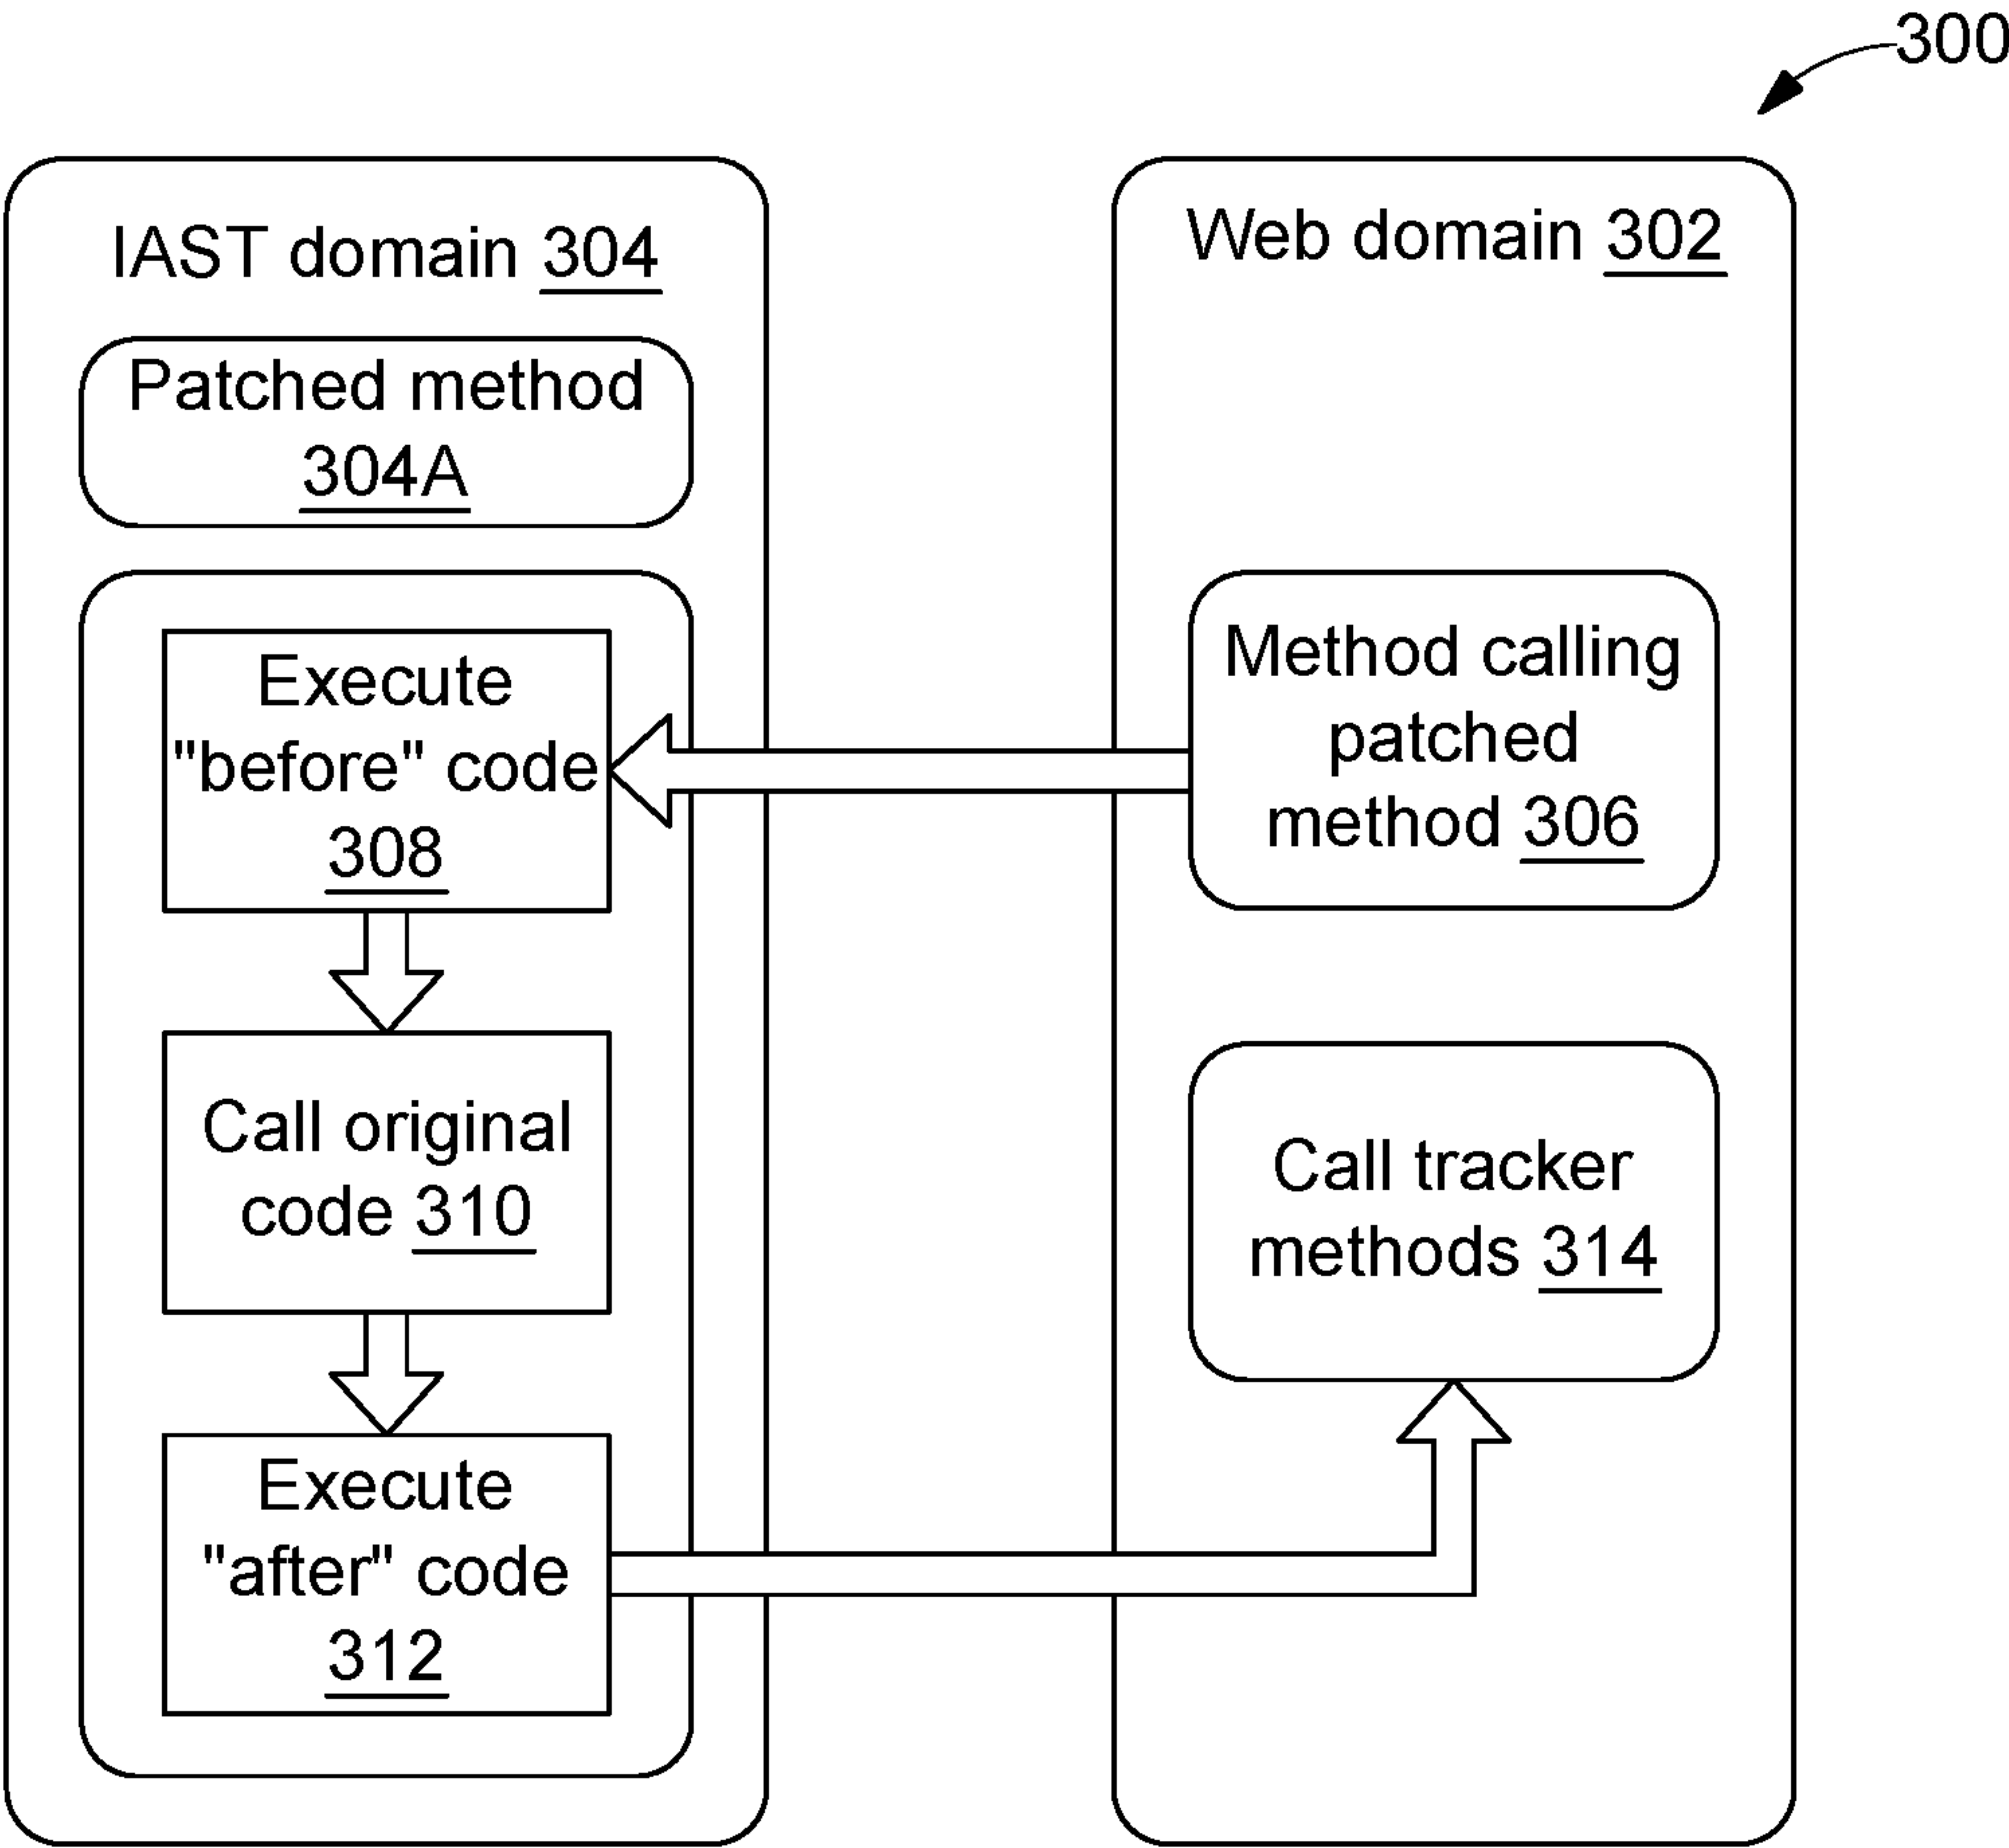 300
IAST domain 304
Patched method
304A
Execute
"before" code
308
Call original
code 310
Execute
"after" code
312
Web domain 302
Method calling
patched
method 306
Call tracker
methods 314